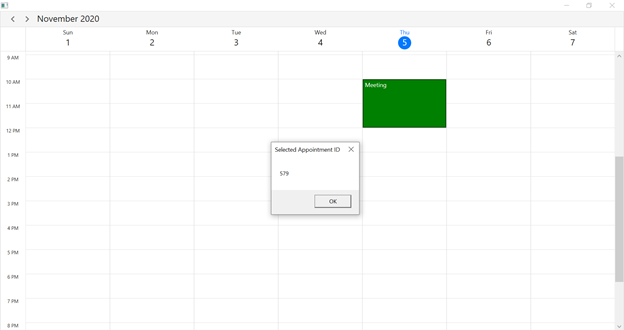 November 2020
Sun Mon Tue Wed Thu Fri Sat
1 2 3 4 5 6 7
9 AM
10 AM
Meeting
11 AM
12 PM
Selected Appointment ID
1 PM
579
2 PM
OK
3 PM
4 PM
5 PM
6 PM
7 PM
8 PM